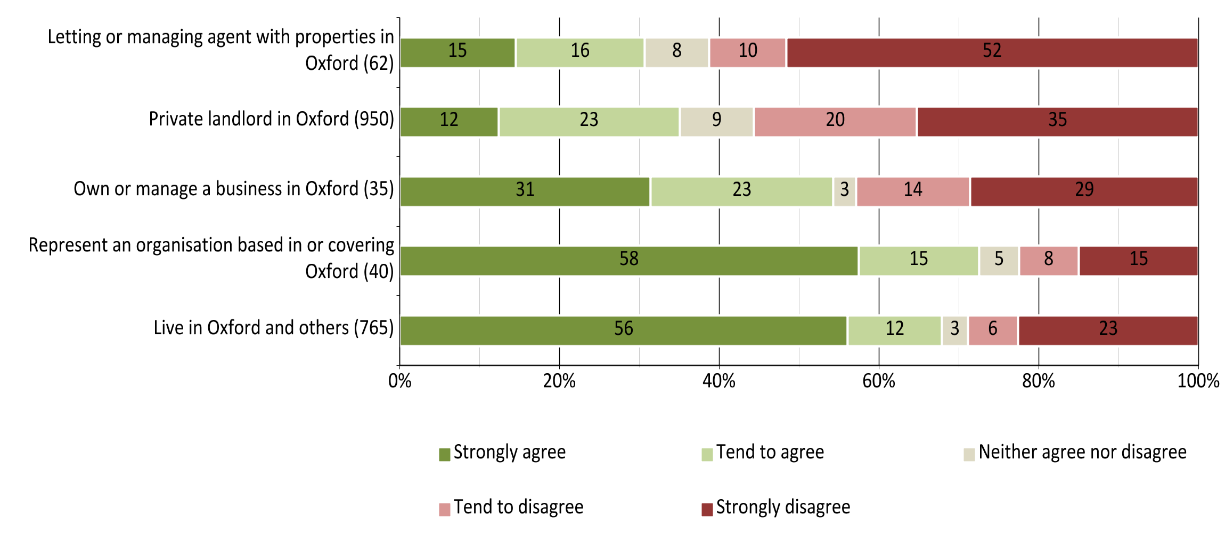 Letting or managing agent with properties in
Oxford (62)
15 16 8 10 52
Private landlord in Oxford (950)
12 23 9 20 35
Own or manage a business in Oxford (35)
31 23 3 14 29
Represent an organisation based in or covering
Oxford (40)
58 15 5 8 15
Live in Oxford and others (765)
56 12 3 6 23
0% 20% 40% 60% 80% 100%
Strongly agree Tend to agree Neither agree nor disagree
Tend to disagree Strongly disagree